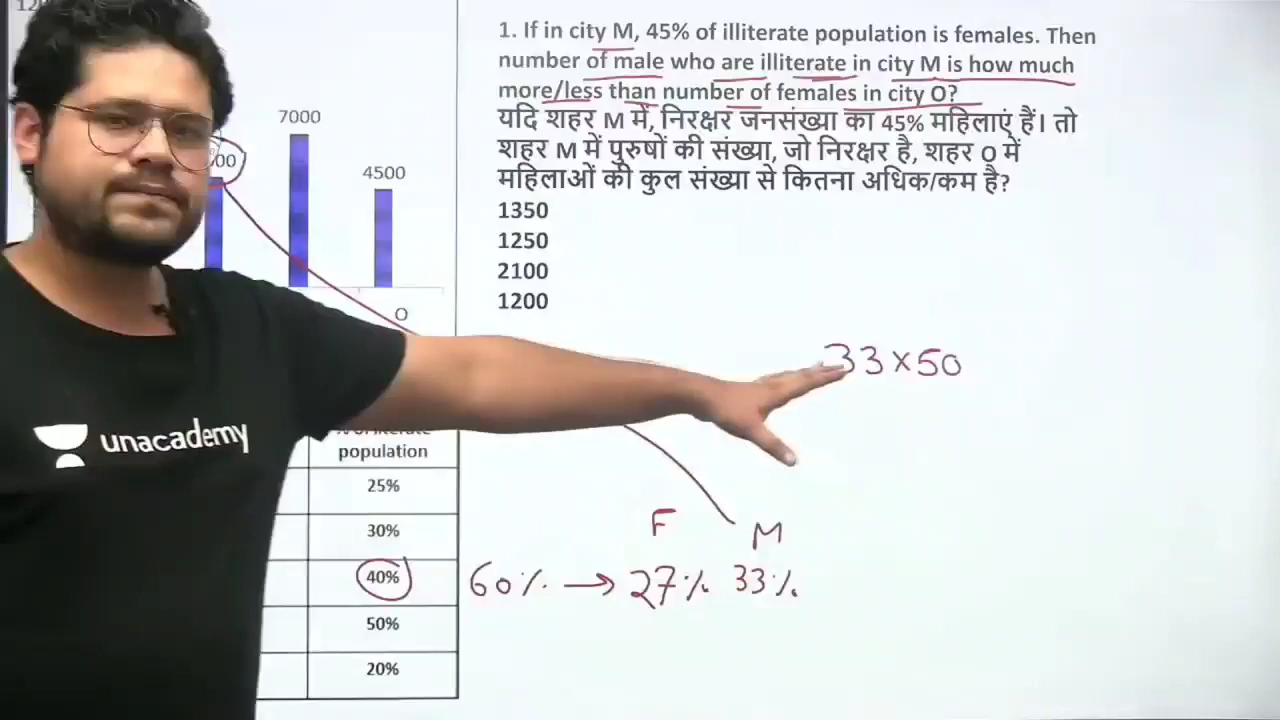 1. If in city M, 45% of illiterate population is females. Then
number of male who are illiterate in city M is how much
more/less than number of females in city O?
यदि शहर M में, निरक्षर जनसंख्या का 45% महिलाएं हैं। तो
शहर M में पुरुषों की संख्या, जो निरक्षर है, शहर O में
महिलाओं की कुल संख्या से कितना अधिक/कम है?
1350
1250
2100
1200
7000
4500
O
33×50
unacademy
population
25%
30%
F M
40% 60% → 27% 33%
50%
20%